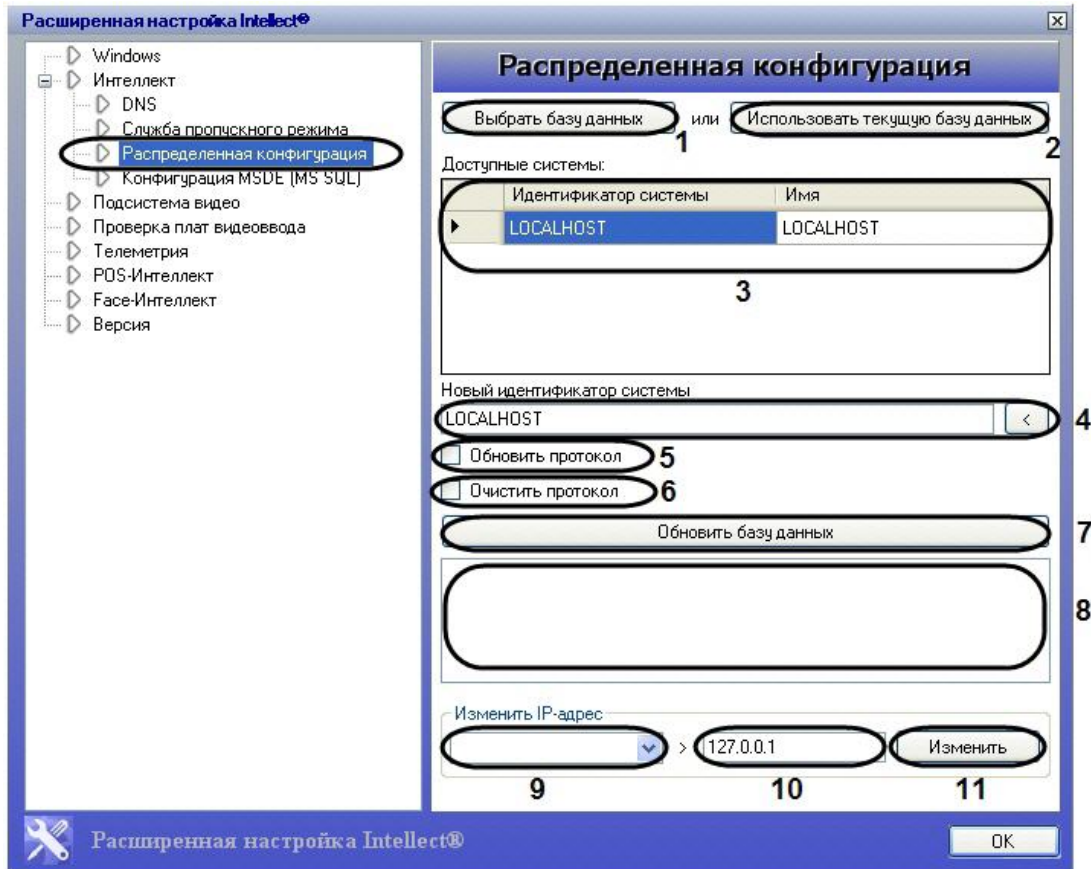 Расширенная настройка Intellect®
Windows
Интеллект
DNS
Служба пропускного режима
Распределенная конфигурация
Конфигурация MSDE (MS SQL)
Подсистема видео
Проверка плат видеоввода
Телеметрия
POS-Интеллект
Face-Интеллект
Версия
Распределенная конфигурация
Выбрать базу данных или Использовать текущую базу данных
1 2
Доступные системы:
Идентификатор системы Имя
LOCALHOST LOCALHOST
3
Новый идентификатор системы
LOCALHOST < 4
Обновить протокол 5
Очистить протокол 6
Обновить базу данных 7
8
Изменить IP-адрес
> 127.0.0.1 Изменить
9 10 11
Расширенная настройка Intellect®
OK